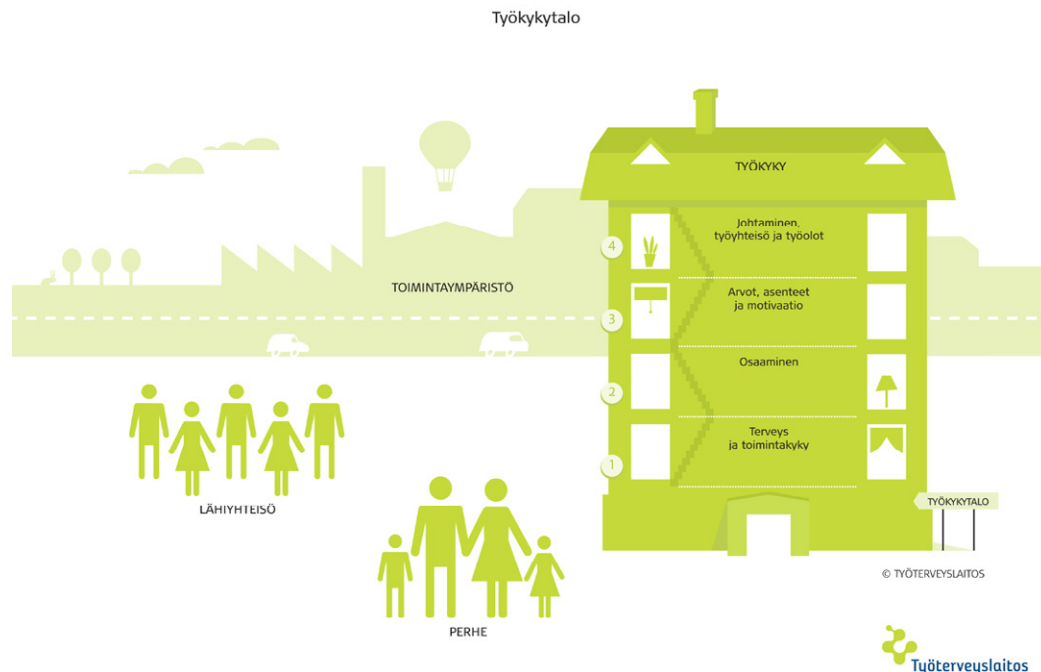 Työkykytalo
TYÖKYKY
4
Johtaminen,
työyhteisö ja työolot
TOIMINTAYMPÄRISTÖ
3
Arvot, asenteet
ja motivaatio
2
Osaaminen
1
Terveys
ja toimintakyky
LÄHIYHTEISÖ
TYÖKYKYTALO
PERHE
© TYÖTERVEYSLAITOS
Työterveyslaitos